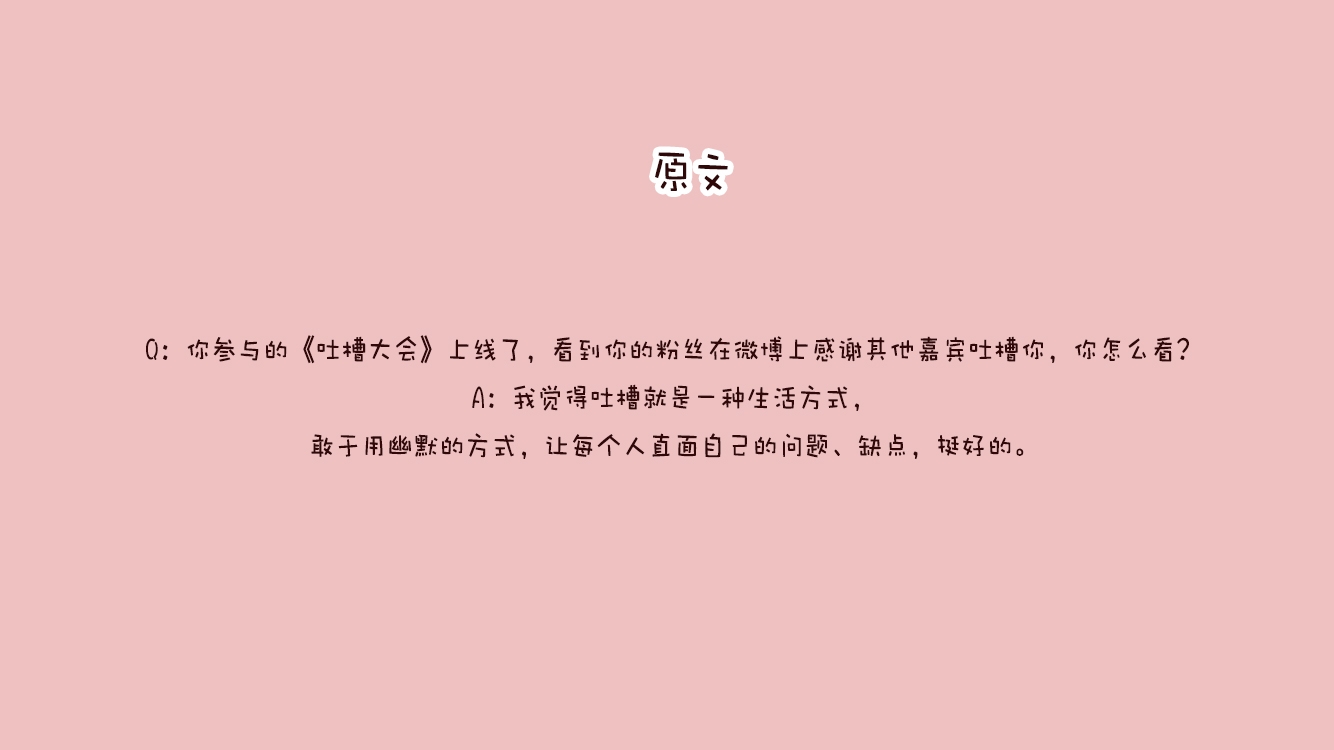 原文
Q：你参与的《吐槽大会》上线了，看到你的粉丝在微博上感谢其他嘉宾吐槽你，你怎么看？
A：我觉得吐槽就是一种生活方式，
敢于用幽默的方式，让每个人直面自己的问题、缺点，挺好的。